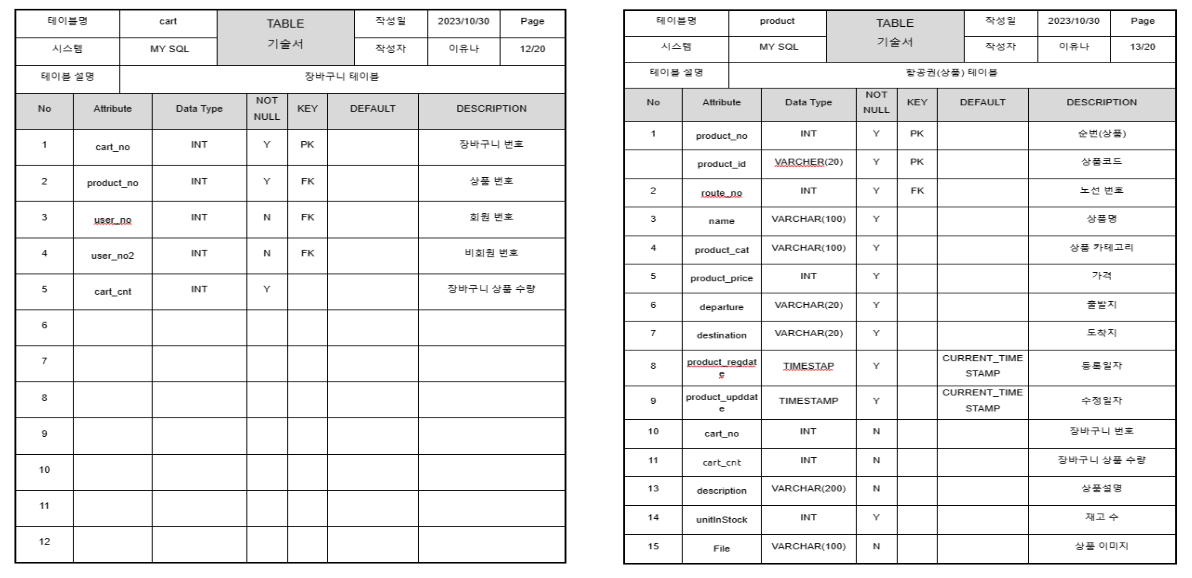 테이블명 cart TABLE 기술서 작성일 2023/10/30 Page
시스템 MY SQL 작성자 이유나 12/20
테이블 설명 장바구니 테이블
No Attribute Data Type NOT NULL KEY DEFAULT DESCRIPTION
1 cart_no INT Y PK 장바구니 번호
2 product_no INT Y FK 상품 번호
3 user_no INT N FK 회원 번호
4 user_no2 INT N FK 비회원 번호
5 cart_cnt INT Y 장바구니 상품 수량
6
7
8
9
10
11
12
테이블명 product TABLE 기술서 작성일 2023/10/30 Page
시스템 MY SQL 작성자 이유나 13/20
테이블 설명 항공권(상품) 테이블
No Attribute Data Type NOT NULL KEY DEFAULT DESCRIPTION
1 product_no INT Y PK 순번(상품)
product_id VARCHER(20) Y PK 상품코드
2 route_no INT Y FK 노선 번호
3 name VARCHAR(100) Y 상품명
4 product_cat VARCHAR(100) Y 상품 카테고리
5 product_price INT Y 가격
6 departure VARCHAR(20) Y 출발지
7 destination VARCHAR(20) Y 도착지
8 product_regdate TIMESTAP Y CURRENT_TIMESTAMP 등록일자
9 product_upddate TIMESTAMP Y CURRENT_TIMESTAMP 수정일자
10 cart_no INT N 장바구니 번호
11 cart_cnt INT N 장바구니 상품 수량
13 description VARCHAR(200) N 상품설명
14 unitInStock INT Y 재고 수
15 File VARCHAR(100) N 상품 이미지